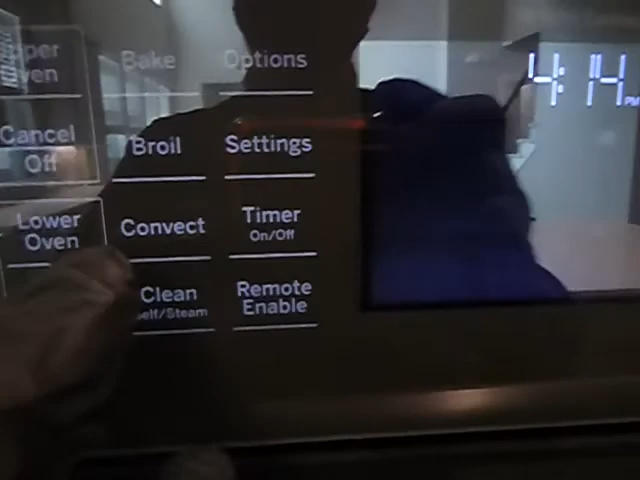 Upper
Oven
Bake
Options
4:14 PM
Cancel
Off
Broil
Settings
Lower
Oven
Convect
Timer
On/Off
Clean
Self/Steam
Remote
Enable